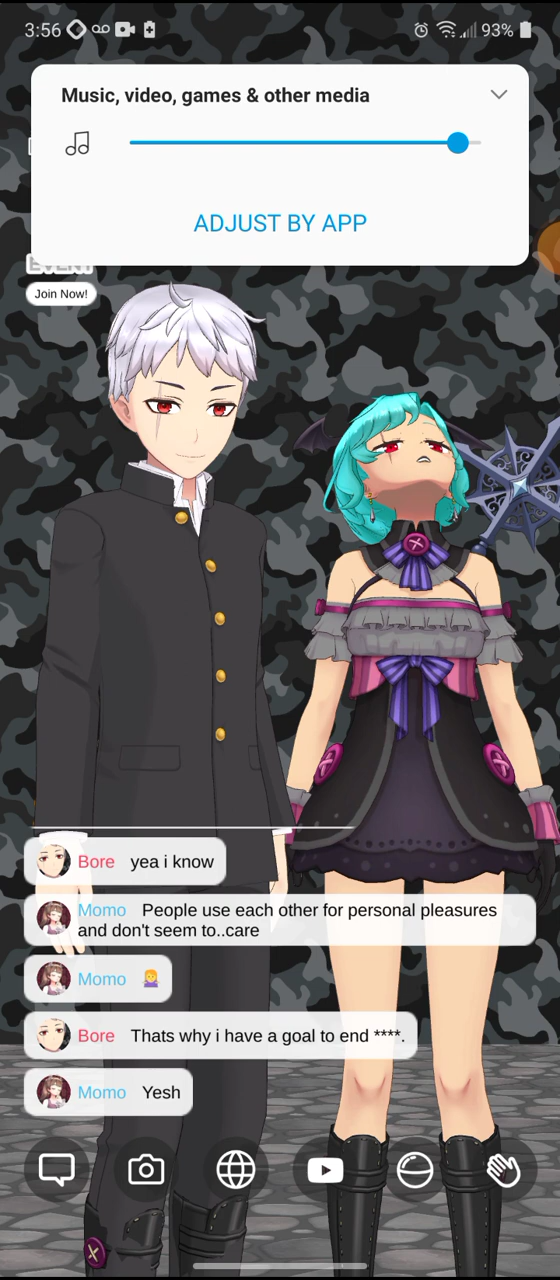 3:56 93%
Music, video, games & other media
ADJUST BY APP
EVENT
Join Now!
Bore yea i know
Momo People use each other for personal pleasures
and don't seem to..care
Momo 🤷‍♀️
Bore Thats why i have a goal to end ****.
Momo Yesh